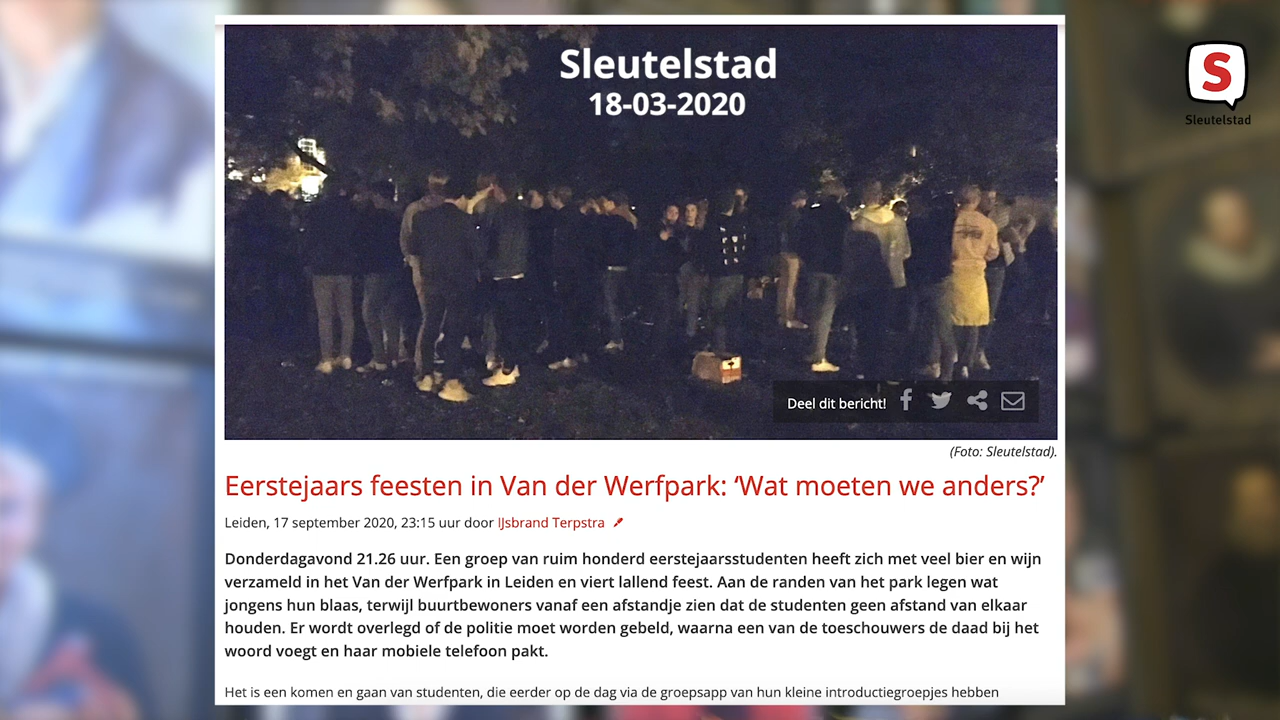 Sleutelstad
18-03-2020
S
Sleutelstad
Deel dit bericht!
(Foto: Sleutelstad).
Eerstejaars feesten in Van der Werfpark: ‘Wat moeten we anders?’
Leiden, 17 september 2020, 23:15 uur door IJsbrand Terpstra
Donderdagavond 21.26 uur. Een groep van ruim honderd eerstejaarsstudenten heeft zich met veel bier en wijn
verzameld in het Van der Werfpark in Leiden en viert lallend feest. Aan de randen van het park legen wat
jongens hun blaas, terwijl buurtbewoners vanaf een afstandje zien dat de studenten geen afstand van elkaar
houden. Er wordt overlegd of de politie moet worden gebeld, waarna een van de toeschouwers de daad bij het
woord voegt en haar mobiele telefoon pakt.
Het is een komen en gaan van studenten, die eerder op de dag via de groepsapp van hun kleine introductiegroepjes hebben